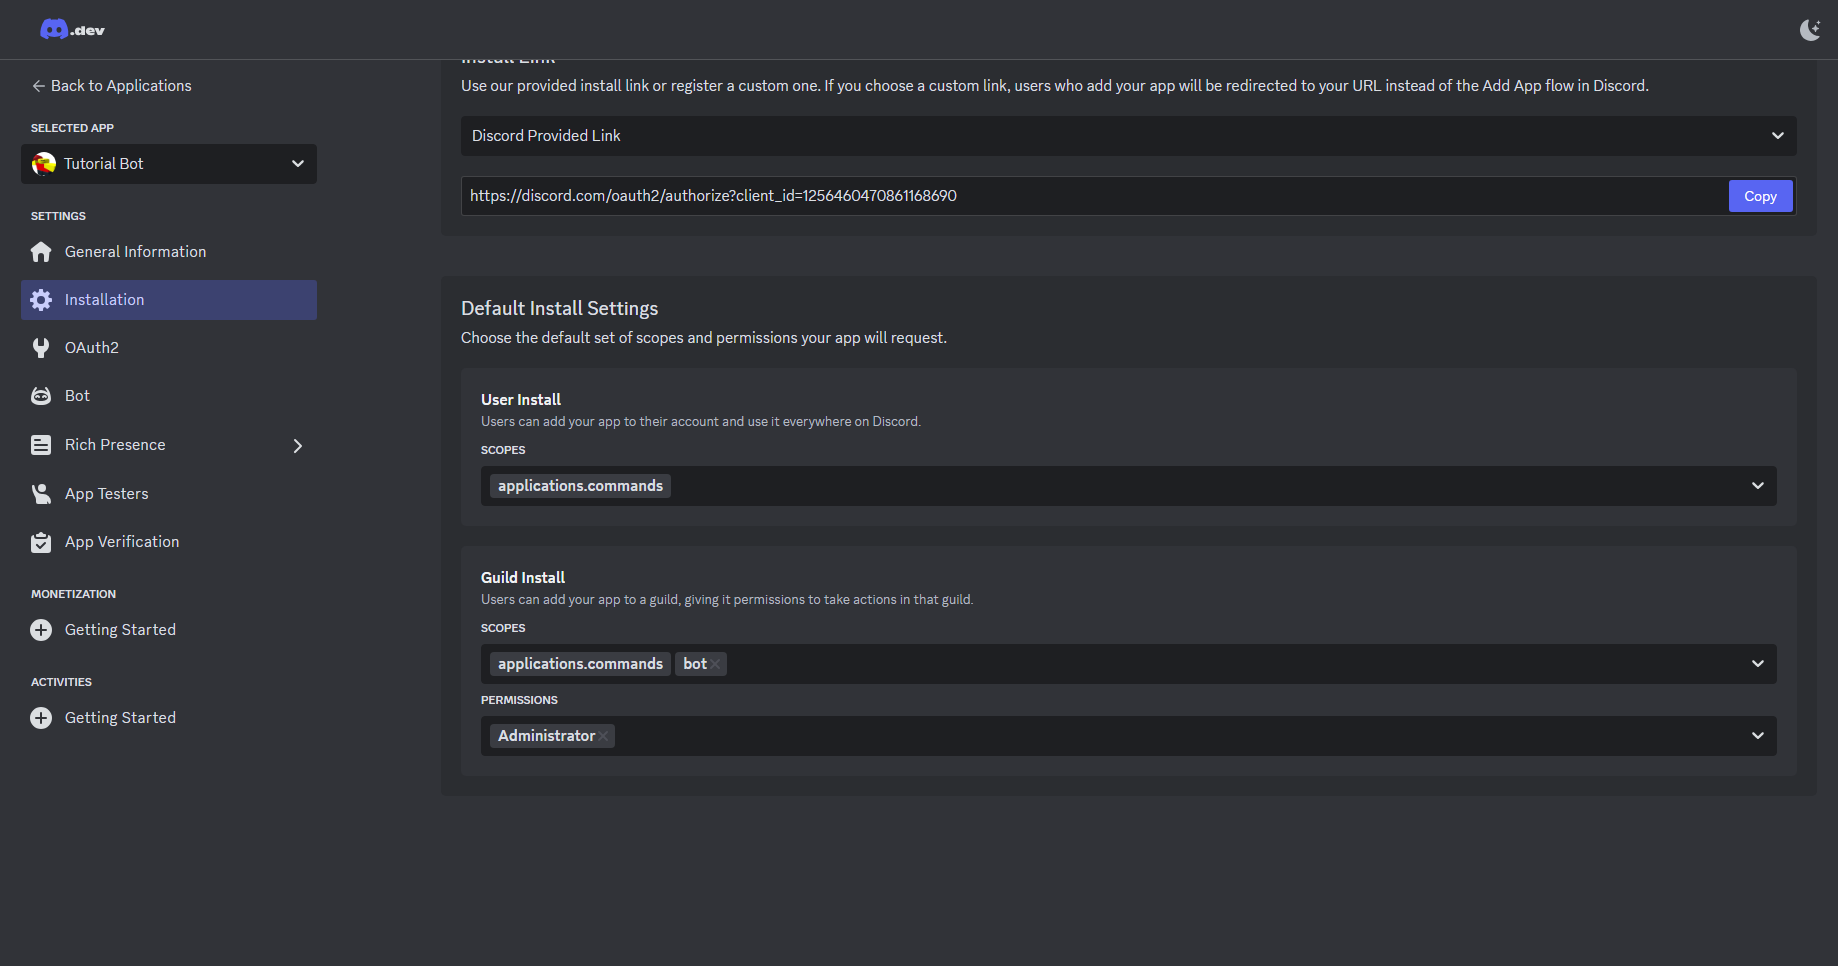 .dev
Back to Applications
SELECTED APP
Tutorial Bot
SETTINGS
General Information
Installation
OAuth2
Bot
Rich Presence
App Testers
App Verification
MONETIZATION
Getting Started
ACTIVITIES
Getting Started
Install Link
Use our provided install link or register a custom one. If you choose a custom link, users who add your app will be redirected to your URL instead of the Add App flow in Discord.
Discord Provided Link
https://discord.com/oauth2/authorize?client_id=1256460470861168690
Copy
Default Install Settings
Choose the default set of scopes and permissions your app will request.
User Install
Users can add your app to their account and use it everywhere on Discord.
SCOPES
applications.commands
Guild Install
Users can add your app to a guild, giving it permissions to take actions in that guild.
SCOPES
applications.commands bot
PERMISSIONS
Administrator